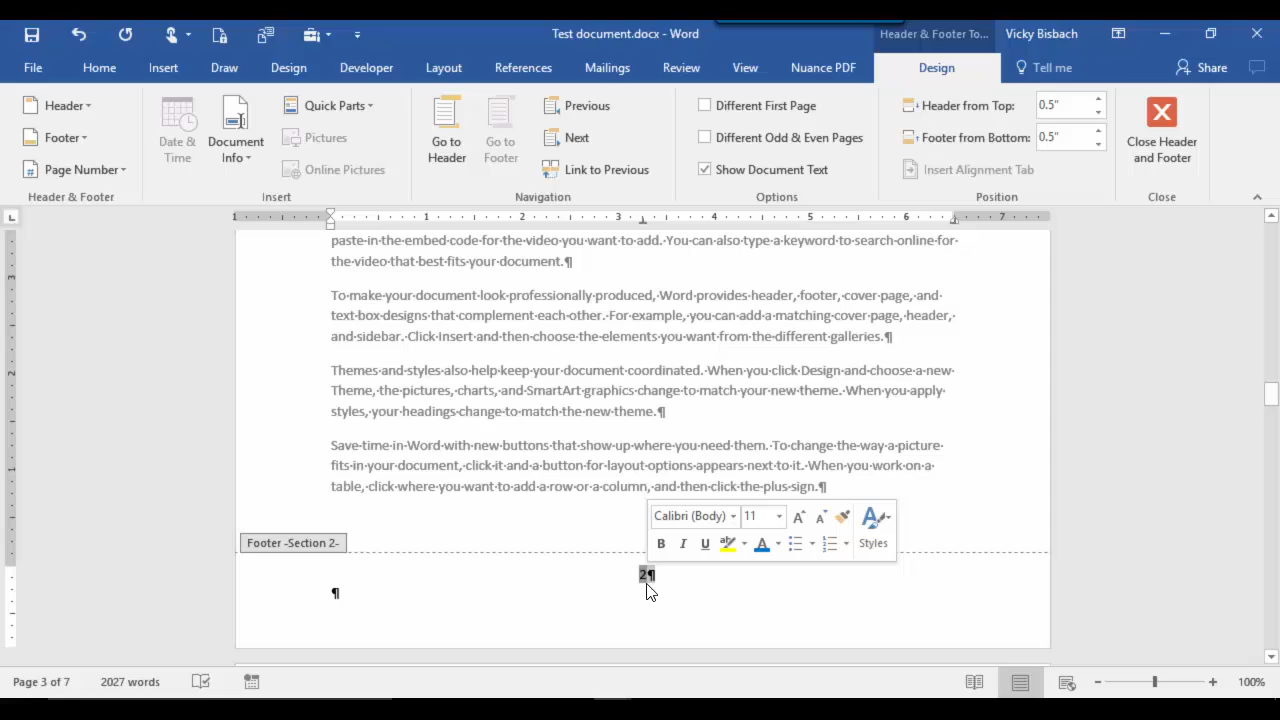 Test document.docx - Word
Header & Footer To...
Vicky Bisbach
File
Home
Insert
Draw
Design
Developer
Layout
References
Mailings
Review
View
Nuance PDF
Design
Tell me
Share
Header
Footer
Page Number
Header & Footer
Date &
Time
Document
Info
Quick Parts
Pictures
Online Pictures
Insert
Go to
Header
Go to
Footer
Previous
Next
Link to Previous
Navigation
Different First Page
Different Odd & Even Pages
Show Document Text
Options
Header from Top: 0.5"
Footer from Bottom: 0.5"
Insert Alignment Tab
Position
Close Header
and Footer
Close
L
1 1 2 3 4 5 6 7
3
2
1
paste·in·the·embed·code·for·the·video·you·want·to·add.·You·can·also·type·a·keyword·to·search·online·for·
the·video·that·best·fits·your·document.¶
To·make·your·document·look·professionally·produced,·Word·provides·header,·footer,·cover·page,·and·
text·box·designs·that·complement·each·other.·For·example,·you·can·add·a·matching·cover·page,·header,·
and·sidebar.·Click·Insert·and·then·choose·the·elements·you·want·from·the·different·galleries.¶
Themes·and·styles·also·help·keep·your·document·coordinated.·When·you·click·Design·and·choose·a·new·
Theme,·the·pictures,·charts,·and·SmartArt·graphics·change·to·match·your·new·theme.·When·you·apply·
styles,·your·headings·change·to·match·the·new·theme.¶
Save·time·in·Word·with·new·buttons·that·show·up·where·you·need·them.·To·change·the·way·a·picture·
fits·in·your·document,·click·it·and·a·button·for·layout·options·appears·next·to·it.·When·you·work·on·a·
table,·click·where·you·want·to·add·a·row·or·a·column,·and·then·click·the·plus·sign.¶
Calibri (Body) 11 A A A
B I U ab A Styles
Footer -Section 2-
2¶
¶
Page 3 of 7
2027 words
100%